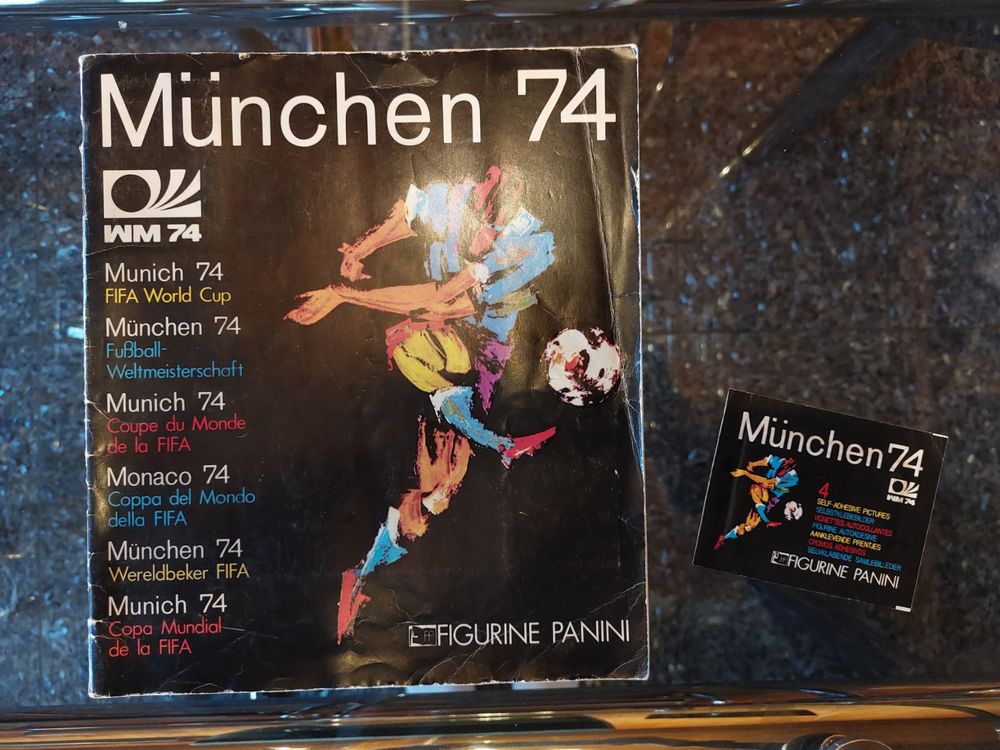 München 74
WM 74
Munich 74
FIFA World Cup
München 74
Fußball-
Weltmeisterschaft
Munich 74
Coupe du Monde
de la FIFA
Monaco 74
Coppa del Mondo
della FIFA
München 74
Wereldbeker FIFA
Munich 74
Copa Mundial
de la FIFA
FIGURINE PANINI
München 74
WM 74
4
SELF-ADHESIVE PICTURES
SELBSTKLEBEBILDER
VIGNETTES AUTOCOLLANTES
FIGURINE AUTOADESIVE
AANKLEVENDE PRENTJES
CROMOS ADHESIVOS
SELVKLÆBENDE SAMLEBILLEDER
FIGURINE PANINI